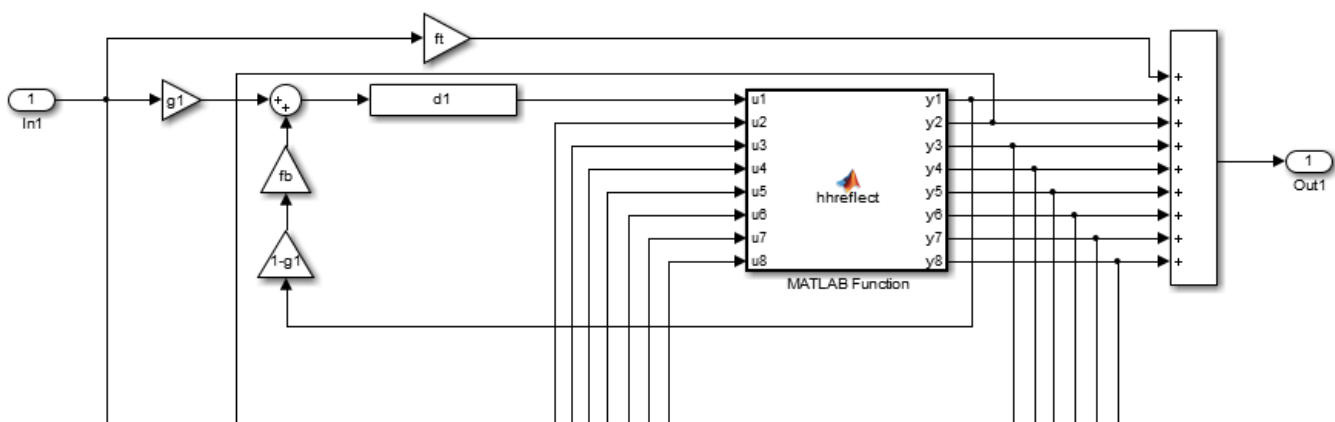 ft
1
In1
g1
+
+
d1
fb
1-g1
u1
u2
u3
u4
u5
u6
u7
u8
hhreflect
y1
y2
y3
y4
y5
y6
y7
y8
MATLAB Function
+
+
+
+
+
+
+
+
+
1
Out1